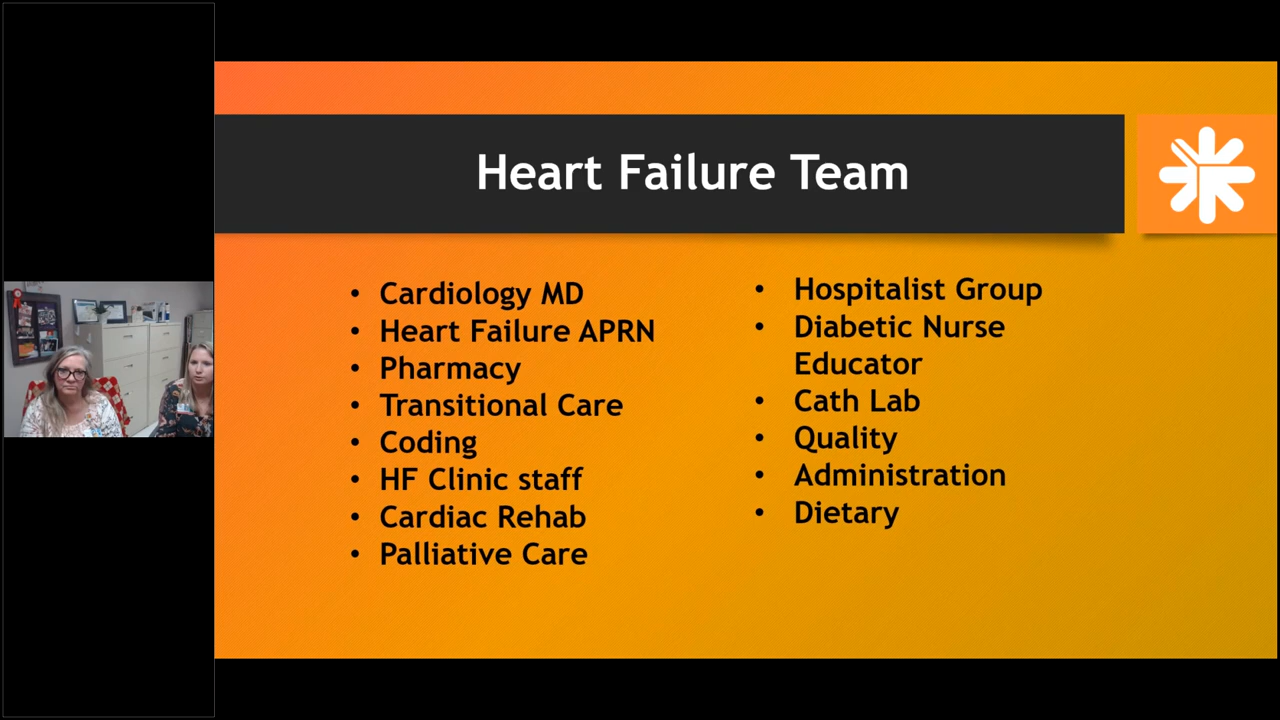 Heart Failure Team
• Cardiology MD
• Heart Failure APRN
• Pharmacy
• Transitional Care
• Coding
• HF Clinic staff
• Cardiac Rehab
• Palliative Care
• Hospitalist Group
• Diabetic Nurse
Educator
• Cath Lab
• Quality
• Administration
• Dietary